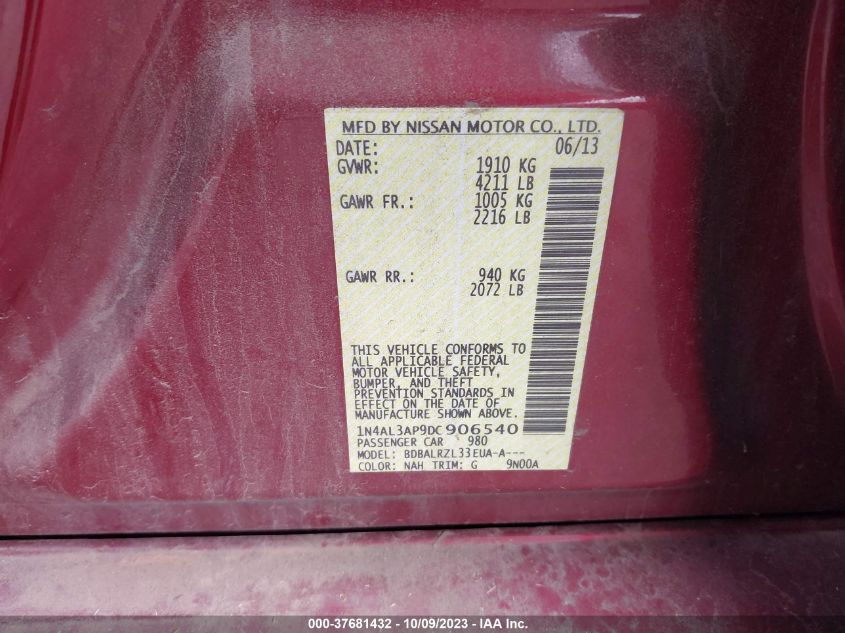 MFD BY NISSAN MOTOR CO., LTD.
DATE: 06/13
GVWR: 1910 KG
4211 LB
GAWR FR.: 1005 KG
2216 LB
GAWR RR.: 940 KG
2072 LB
THIS VEHICLE CONFORMS TO
ALL APPLICABLE FEDERAL
MOTOR VEHICLE SAFETY,
BUMPER, AND THEFT
PREVENTION STANDARDS IN
EFFECT ON THE DATE OF
MANUFACTURE SHOWN ABOVE.
1N4AL3AP9DC906540
PASSENGER CAR 980
MODEL: BDBALRZL33EUA-A---
COLOR: NAH TRIM: G 9N00A
000-37681432 - 10/09/2023 - IAA Inc.